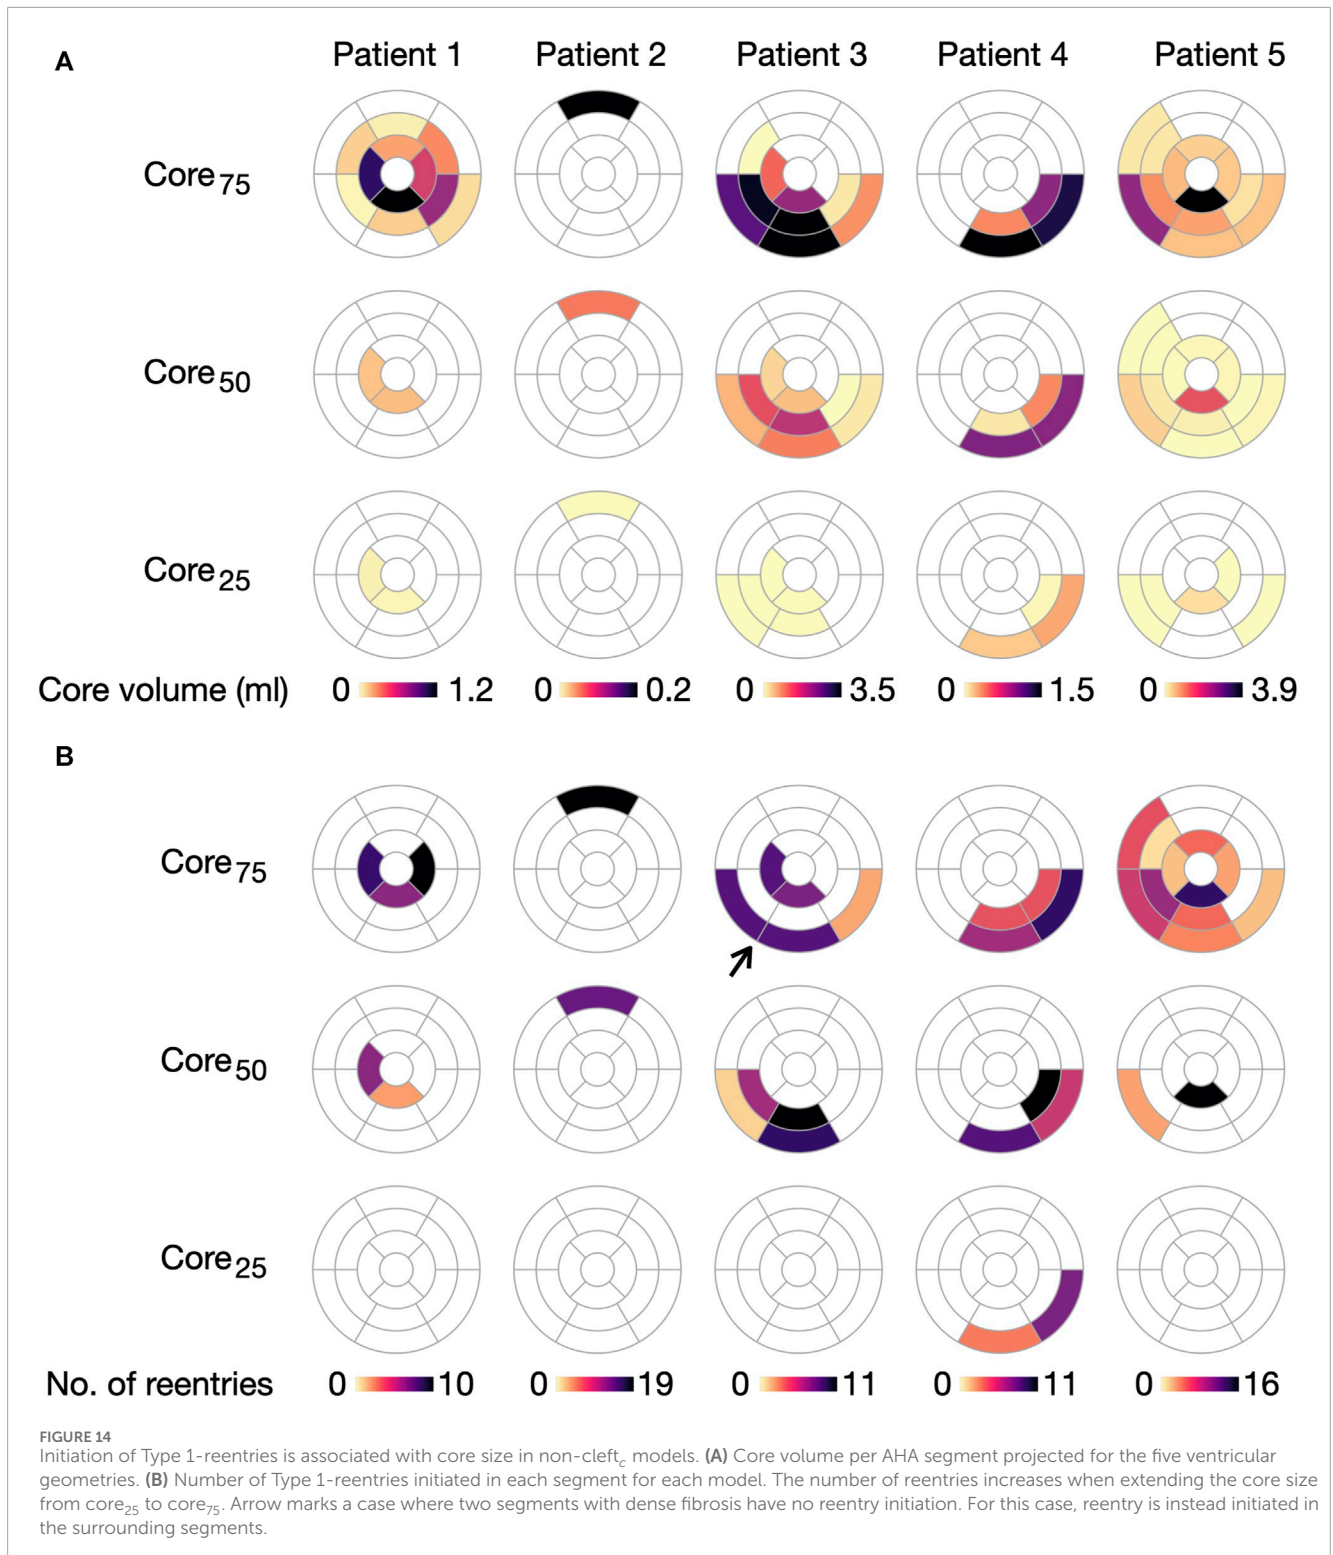 A
Patient 1 Patient 2 Patient 3 Patient 4 Patient 5
Core75
Core50
Core25
Core volume (ml) 0 1.2 0 0.2 0 3.5 0 1.5 0 3.9
B
Core75
Core50
Core25
No. of reentries 0 10 0 19 0 11 0 11 0 16
FIGURE 14
Initiation of Type 1-reentries is associated with core size in non-cleftc models. (A) Core volume per AHA segment projected for the five ventricular
geometries. (B) Number of Type 1-reentries initiated in each segment for each model. The number of reentries increases when extending the core size
from core25 to core75. Arrow marks a case where two segments with dense fibrosis have no reentry initiation. For this case, reentry is instead initiated in
the surrounding segments.